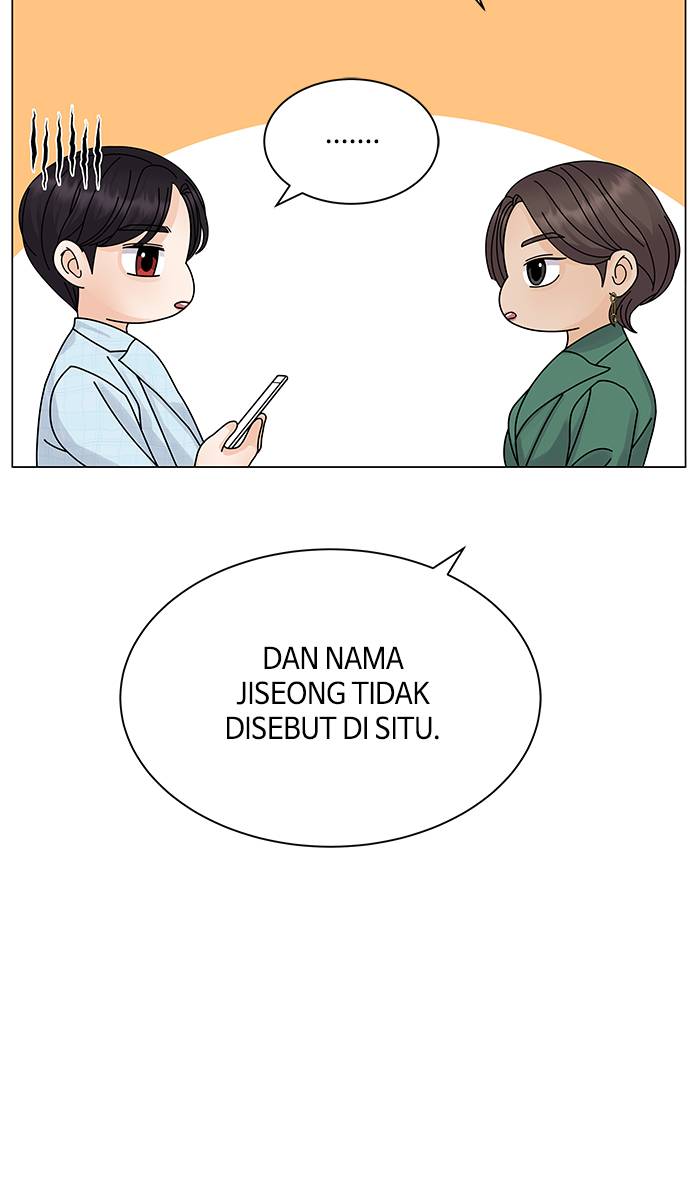 .......
DAN NAMA
JISEONG TIDAK
DISEBUT DI SITU.